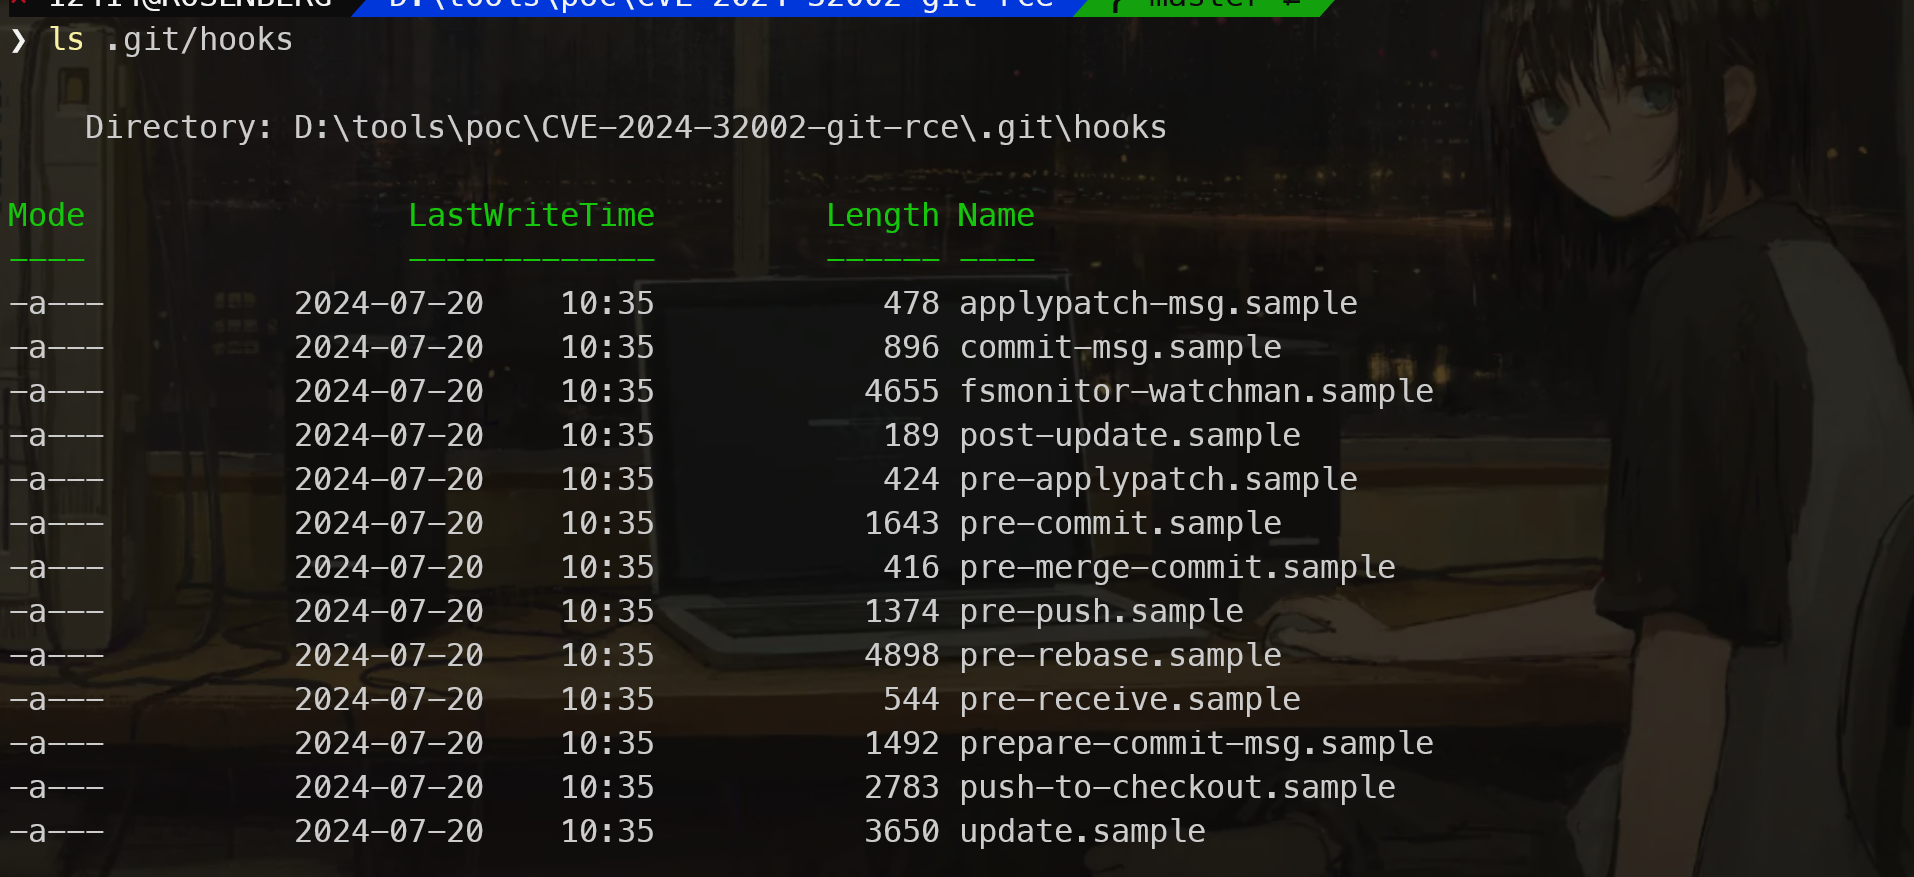 D:\tools\poc\CVE-2024-32002-git-rce master
❯ ls .git/hooks
Directory: D:\tools\poc\CVE-2024-32002-git-rce\.git\hooks
Mode LastWriteTime Length Name
---- ------------- ------ ----
-a--- 2024-07-20 10:35 478 applypatch-msg.sample
-a--- 2024-07-20 10:35 896 commit-msg.sample
-a--- 2024-07-20 10:35 4655 fsmonitor-watchman.sample
-a--- 2024-07-20 10:35 189 post-update.sample
-a--- 2024-07-20 10:35 424 pre-applypatch.sample
-a--- 2024-07-20 10:35 1643 pre-commit.sample
-a--- 2024-07-20 10:35 416 pre-merge-commit.sample
-a--- 2024-07-20 10:35 1374 pre-push.sample
-a--- 2024-07-20 10:35 4898 pre-rebase.sample
-a--- 2024-07-20 10:35 544 pre-receive.sample
-a--- 2024-07-20 10:35 1492 prepare-commit-msg.sample
-a--- 2024-07-20 10:35 2783 push-to-checkout.sample
-a--- 2024-07-20 10:35 3650 update.sample